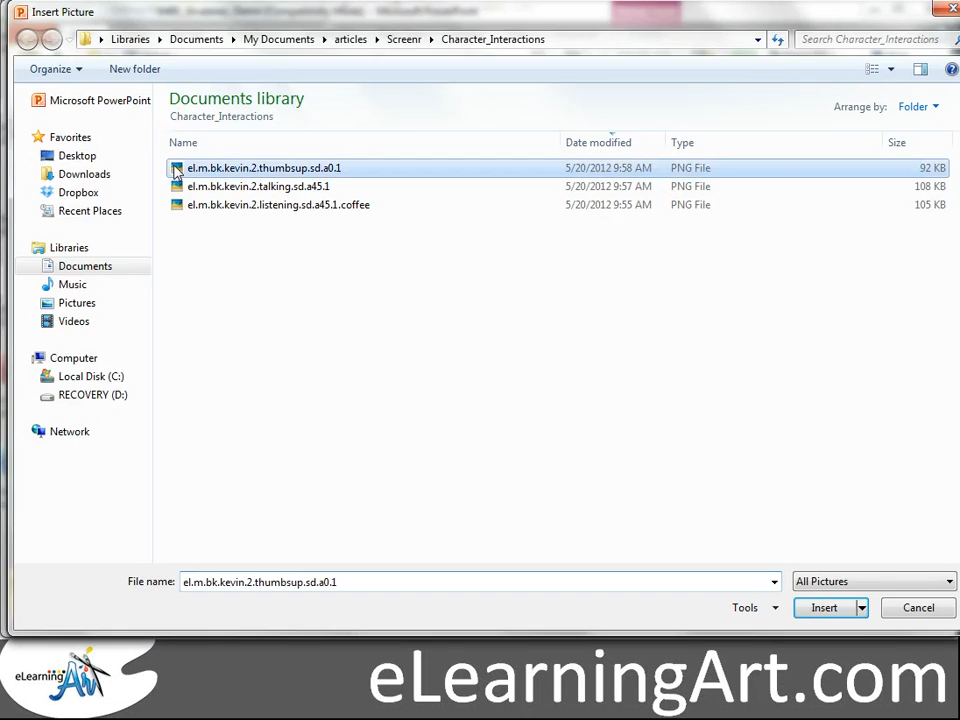 Insert Picture
Libraries Documents My Documents articles Screenr Character_Interactions Search Character_Interactions
Organize New folder
Microsoft PowerPoint
Favorites
Desktop
Downloads
Dropbox
Recent Places
Libraries
Documents
Music
Pictures
Videos
Computer
Local Disk (C:)
RECOVERY (D:)
Network
Documents library
Character_Interactions
Arrange by: Folder
Name Date modified Type Size
el.m.bk.kevin.2.thumbsup.sd.a0.1 5/20/2012 9:58 AM PNG File 92 KB
el.m.bk.kevin.2.talking.sd.a45.1 5/20/2012 9:57 AM PNG File 108 KB
el.m.bk.kevin.2.listening.sd.a45.1.coffee 5/20/2012 9:55 AM PNG File 105 KB
File name: el.m.bk.kevin.2.thumbsup.sd.a0.1 All Pictures
Tools Insert Cancel
eLearningArt
eLearningArt.com